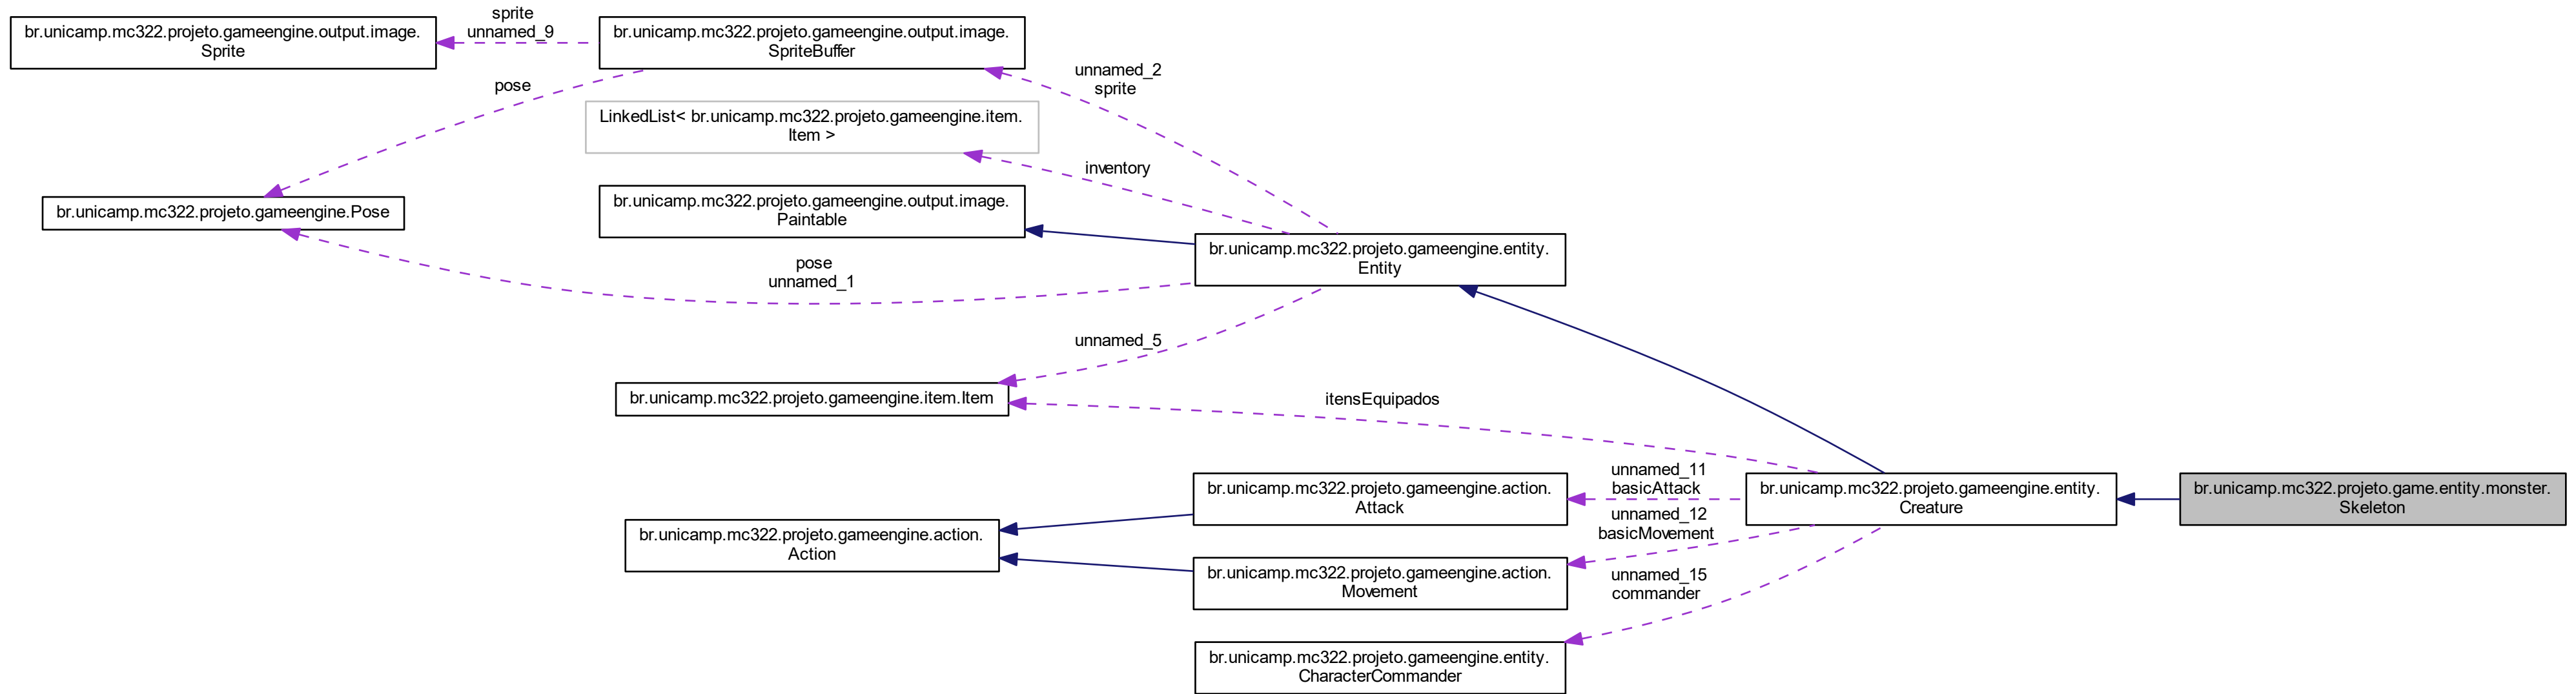 sprite
unnamed_9
br.unicamp.mc322.projeto.gameengine.output.image.
Sprite
br.unicamp.mc322.projeto.gameengine.output.image.
SpriteBuffer
unnamed_2
sprite
pose
LinkedList< br.unicamp.mc322.projeto.gameengine.item.
Item >
inventory
br.unicamp.mc322.projeto.gameengine.Pose
br.unicamp.mc322.projeto.gameengine.output.image.
Paintable
br.unicamp.mc322.projeto.gameengine.entity.
Entity
pose
unnamed_1
unnamed_5
br.unicamp.mc322.projeto.gameengine.item.Item
itensEquipados
unnamed_11
basicAttack
br.unicamp.mc322.projeto.gameengine.action.
Attack
br.unicamp.mc322.projeto.gameengine.entity.
Creature
br.unicamp.mc322.projeto.game.entity.monster.
Skeleton
unnamed_12
basicMovement
br.unicamp.mc322.projeto.gameengine.action.
Action
br.unicamp.mc322.projeto.gameengine.action.
Movement
unnamed_15
commander
br.unicamp.mc322.projeto.gameengine.entity.
CharacterCommander